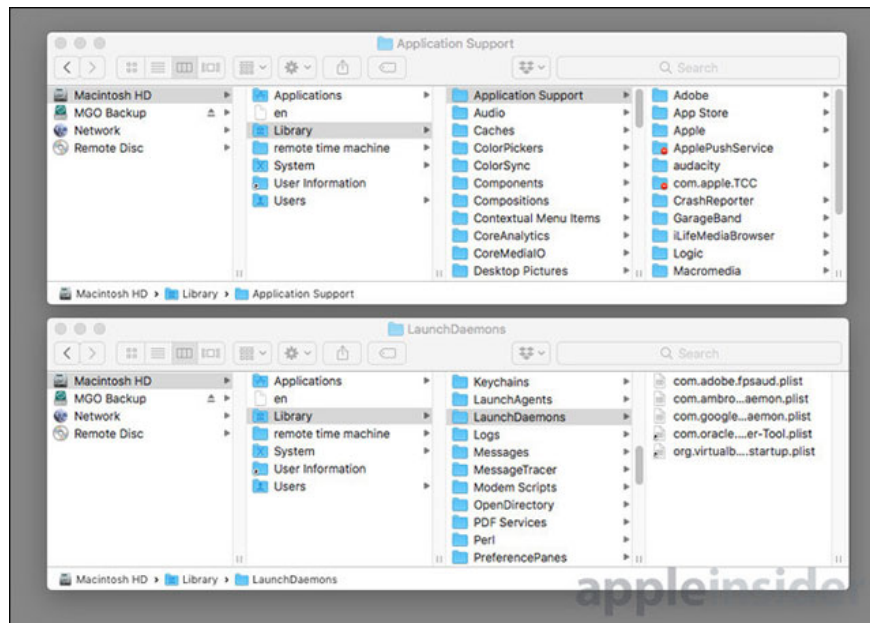 Application Support
Search
Macintosh HD
MGO Backup
Network
Remote Disc
Applications
en
Library
remote time machine
System
User Information
Users
Application Support
Audio
Caches
ColorPickers
ColorSync
Components
Compositions
Contextual Menu Items
CoreAnalytics
CoreMediaIO
Desktop Pictures
Adobe
App Store
Apple
ApplePushService
audacity
com.apple.TCC
CrashReporter
GarageBand
iLifeMediaBrowser
Logic
Macromedia
Macintosh HD › Library › Application Support
LaunchDaemons
Search
Macintosh HD
MGO Backup
Network
Remote Disc
Applications
en
Library
remote time machine
System
User Information
Users
Keychains
LaunchAgents
LaunchDaemons
Logs
Messages
MessageTracer
Modem Scripts
OpenDirectory
PDF Services
Perl
PreferencePanes
com.adobe.fpsaud.plist
com.ambro...aemon.plist
com.google...aemon.plist
com.oracle....er-Tool.plist
org.virtualb....startup.plist
Macintosh HD › Library › LaunchDaemons
appleinsider